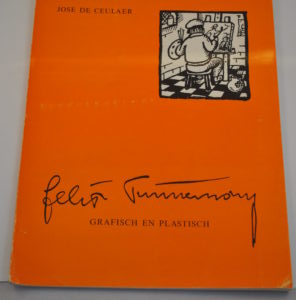 JOSE DE CEULAER
felix Timmermans
GRAFISCH EN PLASTISCH